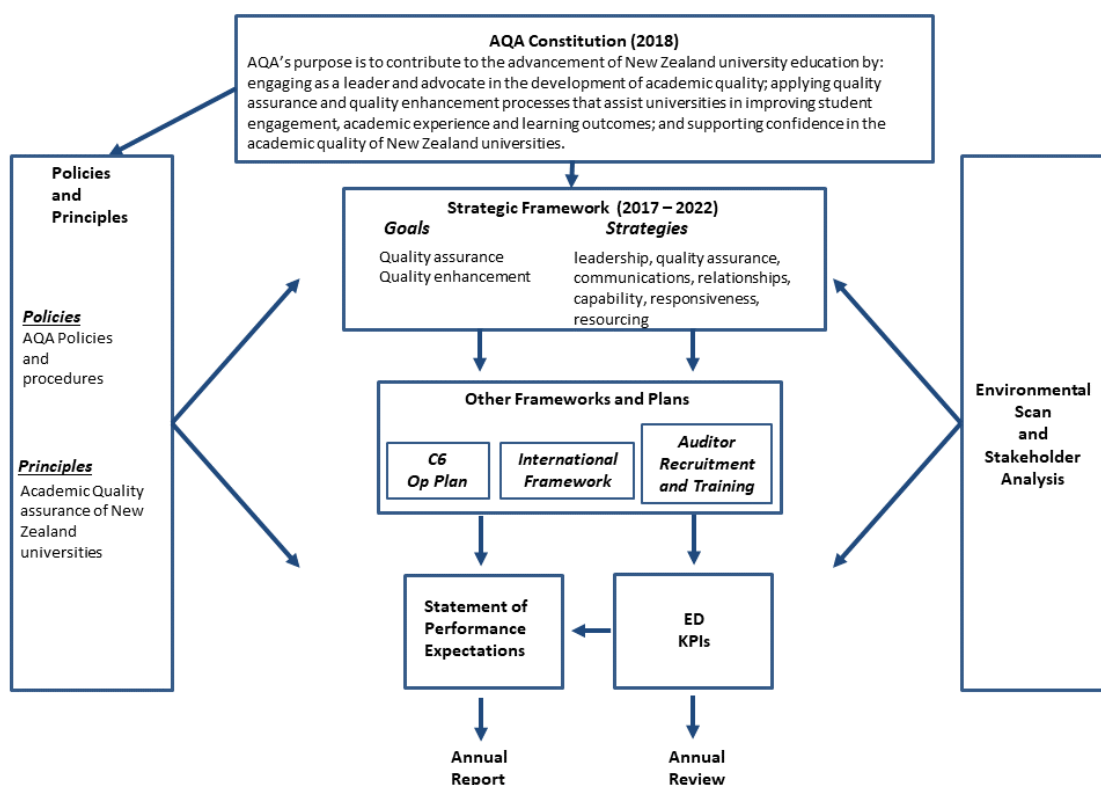 AQA Constitution (2018)
AQA's purpose is to contribute to the advancement of New Zealand university education by:
engaging as a leader and advocate in the development of academic quality; applying quality
assurance and quality enhancement processes that assist universities in improving student
engagement, academic experience and learning outcomes; and supporting confidence in the
academic quality of New Zealand universities.
Policies
and
Principles
Policies
AQA Policies
and
procedures
Principles
Academic Quality
assurance of New
Zealand
universities
Strategic Framework (2017 – 2022)
Goals
Quality assurance
Quality enhancement
Strategies
leadership, quality assurance,
communications, relationships,
capability, responsiveness,
resourcing
Other Frameworks and Plans
C6
Op Plan
International
Framework
Auditor
Recruitment
and Training
Statement of
Performance
Expectations
ED
KPIs
Annual
Report
Annual
Review
Environmental
Scan
and
Stakeholder
Analysis